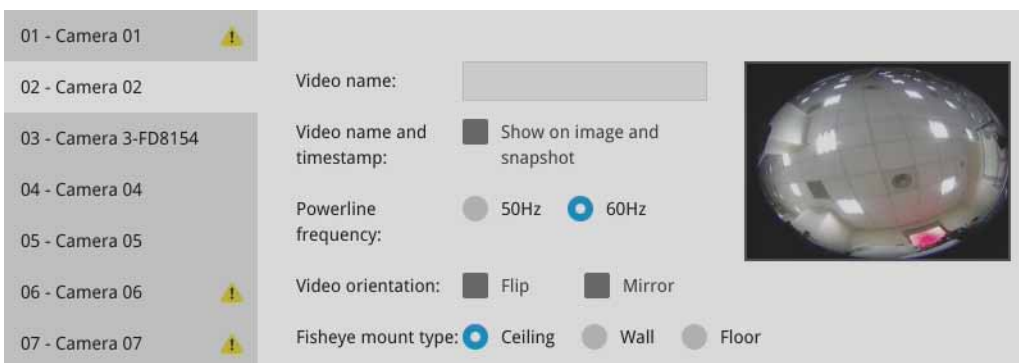 01 - Camera 01
02 - Camera 02
03 - Camera 3-FD8154
04 - Camera 04
05 - Camera 05
06 - Camera 06
07 - Camera 07
Video name:
Video name and
timestamp:
Show on image and
snapshot
Powerline
frequency:
50Hz
60Hz
Video orientation:
Flip
Mirror
Fisheye mount type:
Ceiling
Wall
Floor